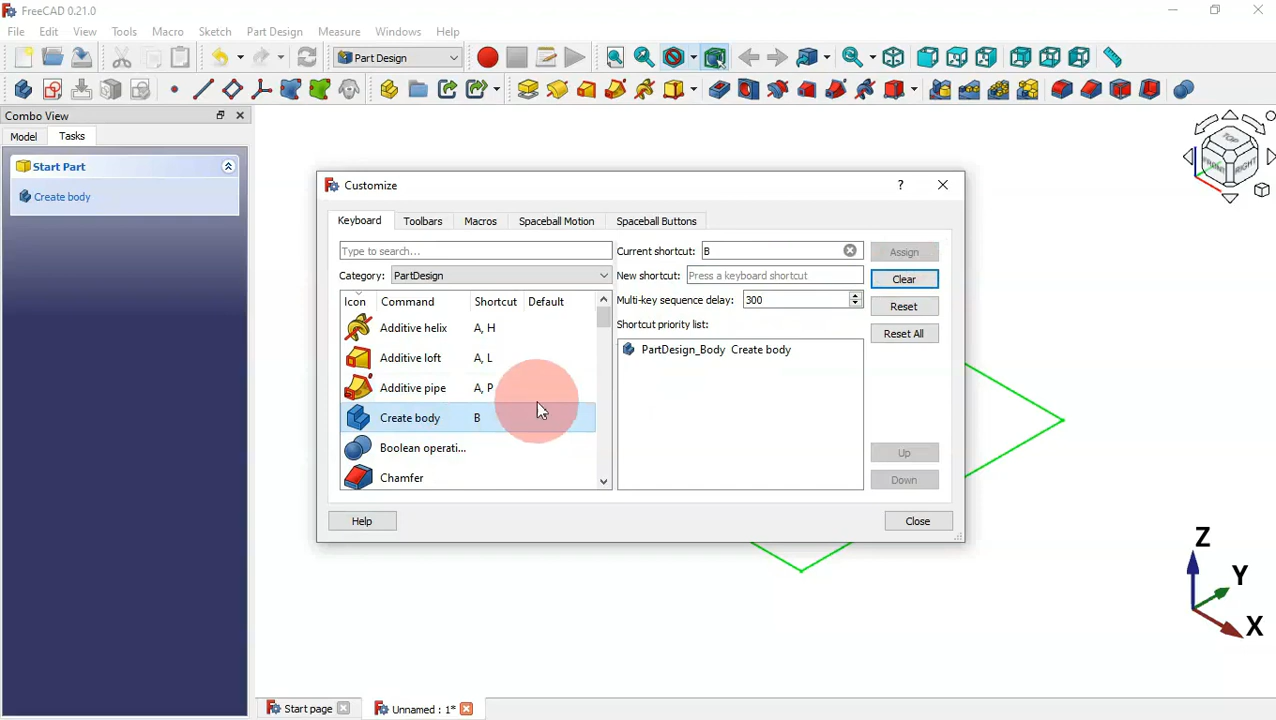 FreeCAD 0.21.0
File Edit View Tools Macro Sketch Part Design Measure Windows Help
Part Design
Combo View
Model Tasks
Start Part
Create body
TOP
FRONT RIGHT
Customize
?
Keyboard Toolbars Macros Spaceball Motion Spaceball Buttons
Type to search... Current shortcut: B Assign
Category: PartDesign New shortcut: Press a keyboard shortcut Clear
Icon Command Shortcut Default Multi-key sequence delay: 300 Reset
Shortcut priority list: Reset All
Additive helix A, H
Additive loft A, L PartDesign_Body Create body
Additive pipe A, P
Create body B
Boolean operati... Up
Chamfer Down
Help Close
Z
Y
X
Start page Unnamed : 1*